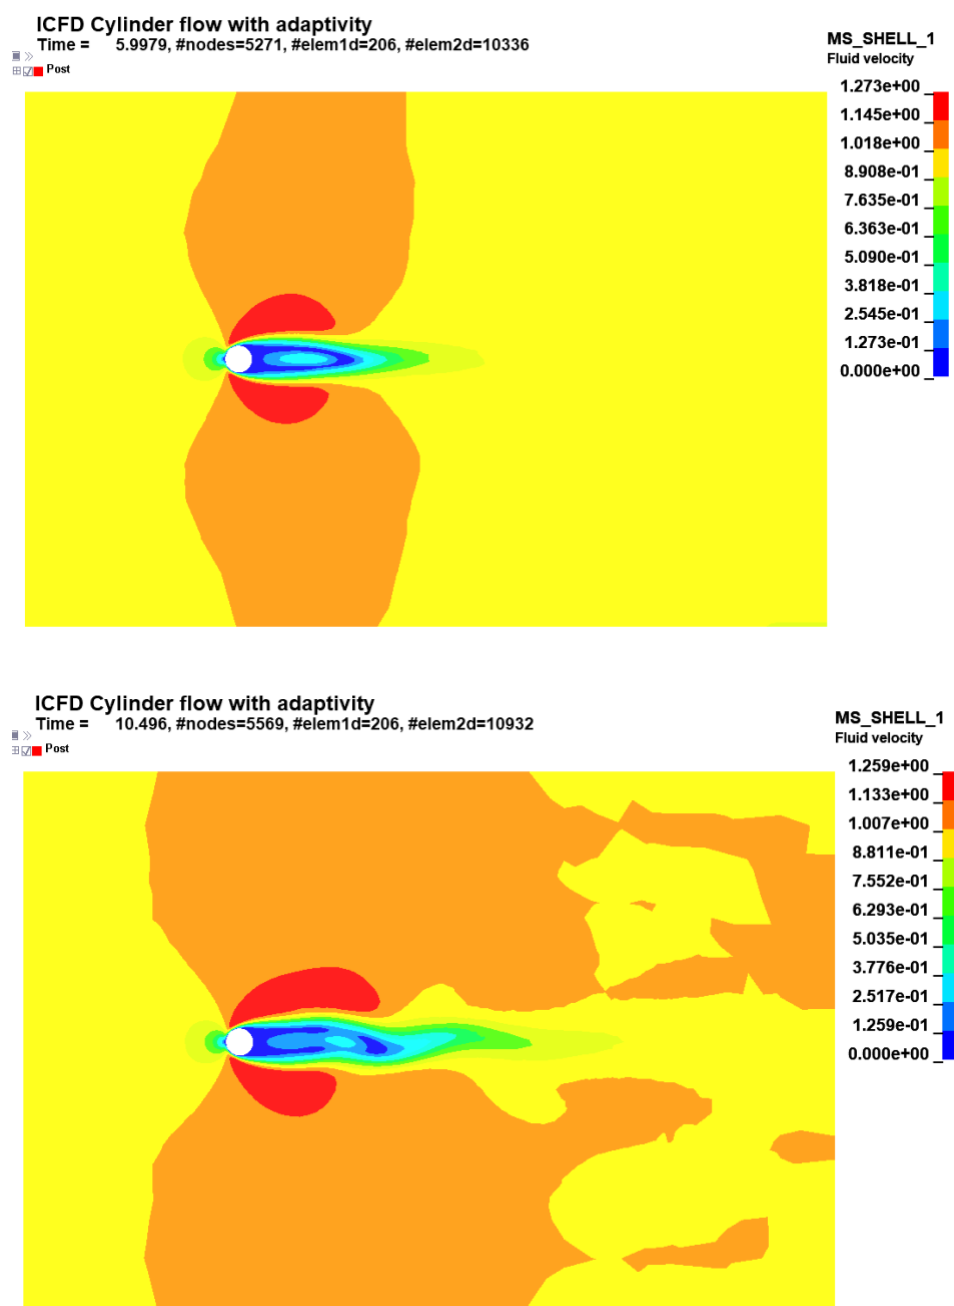 ICFD Cylinder flow with adaptivity
Time = 5.9979, #nodes=5271, #elem1d=206, #elem2d=10336
Post
MS_SHELL_1
Fluid velocity
1.273e+00
1.145e+00
1.018e+00
8.908e-01
7.635e-01
6.363e-01
5.090e-01
3.818e-01
2.545e-01
1.273e-01
0.000e+00
ICFD Cylinder flow with adaptivity
Time = 10.496, #nodes=5569, #elem1d=206, #elem2d=10932
Post
MS_SHELL_1
Fluid velocity
1.259e+00
1.133e+00
1.007e+00
8.811e-01
7.552e-01
6.293e-01
5.035e-01
3.776e-01
2.517e-01
1.259e-01
0.000e+00